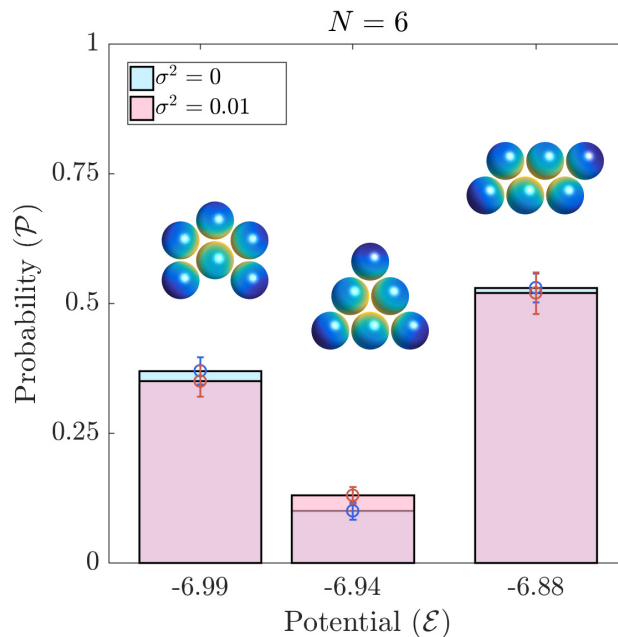 N = 6
1
σ² = 0
σ² = 0.01
0.75
0.5
0.25
0
-6.99 -6.94 -6.88
Probability (𝒫)
Potential (ℰ)